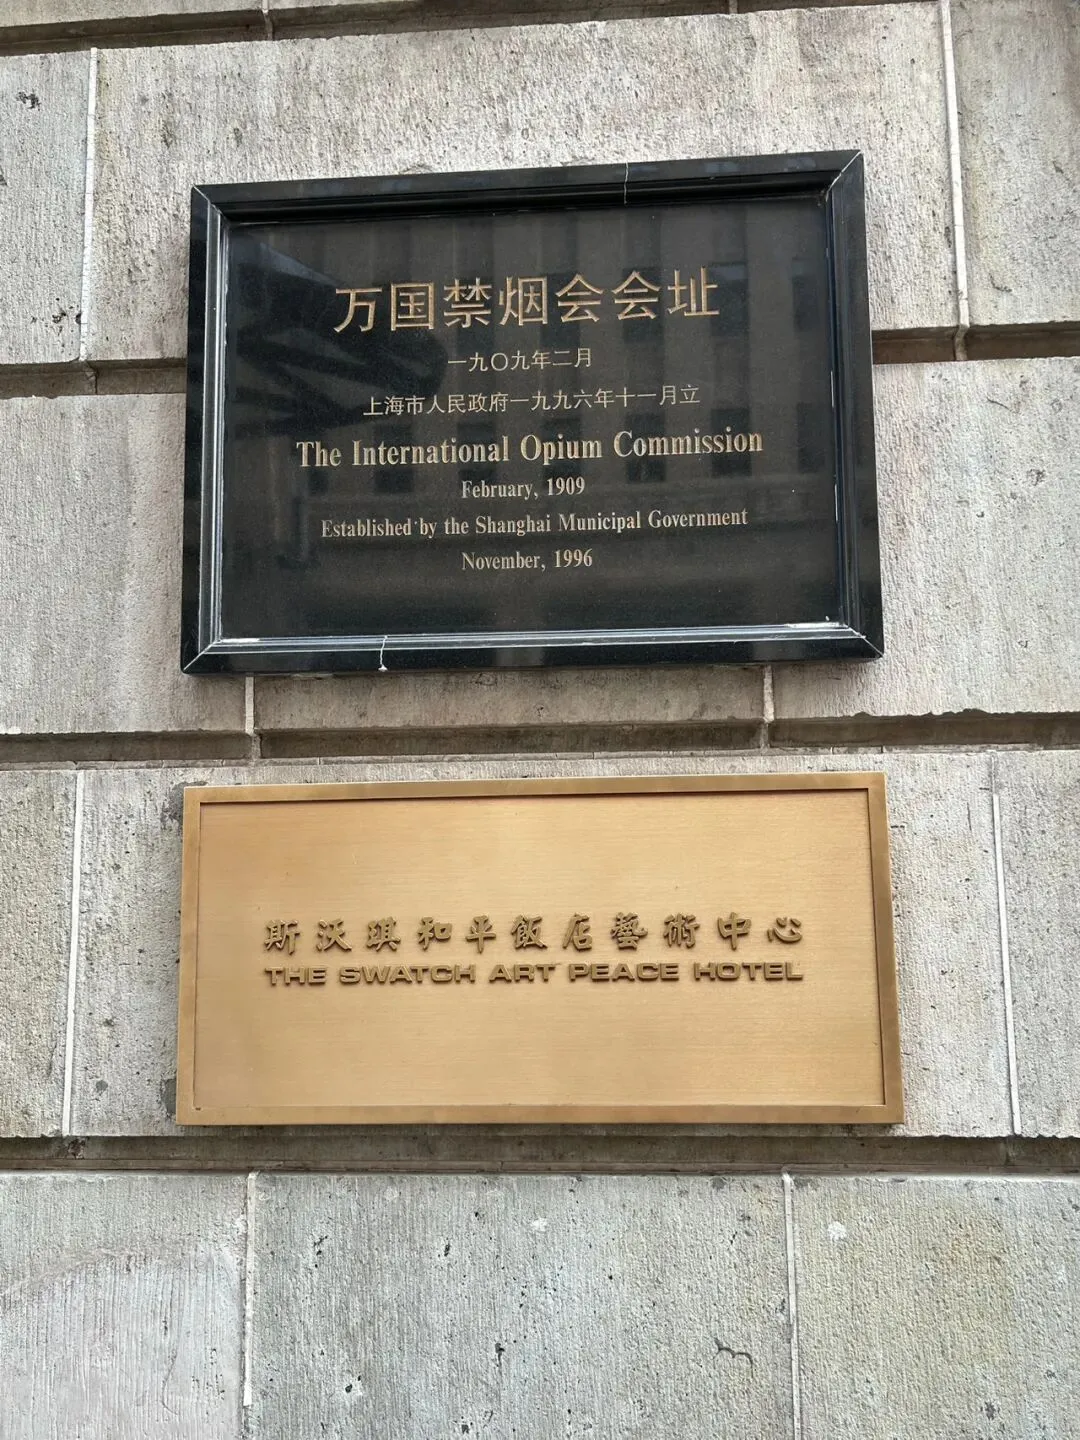 万国禁烟会会址
一九〇九年二月
上海市人民政府一九九六年十一月立
The International Opium Commission
February, 1909
Established by the Shanghai Municipal Government
November, 1996
斯沃琪和平飯店藝術中心
THE SWATCH ART PEACE HOTEL